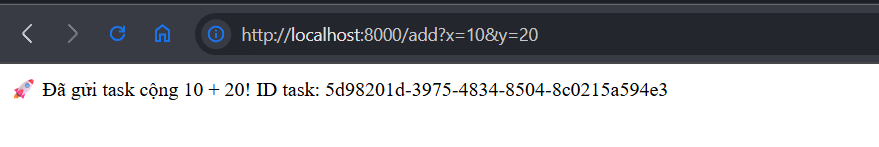 http://localhost:8000/add?x=10&y=20
🚀 Đã gửi task cộng 10 + 20! ID task: 5d98201d-3975-4834-8504-8c0215a594e3